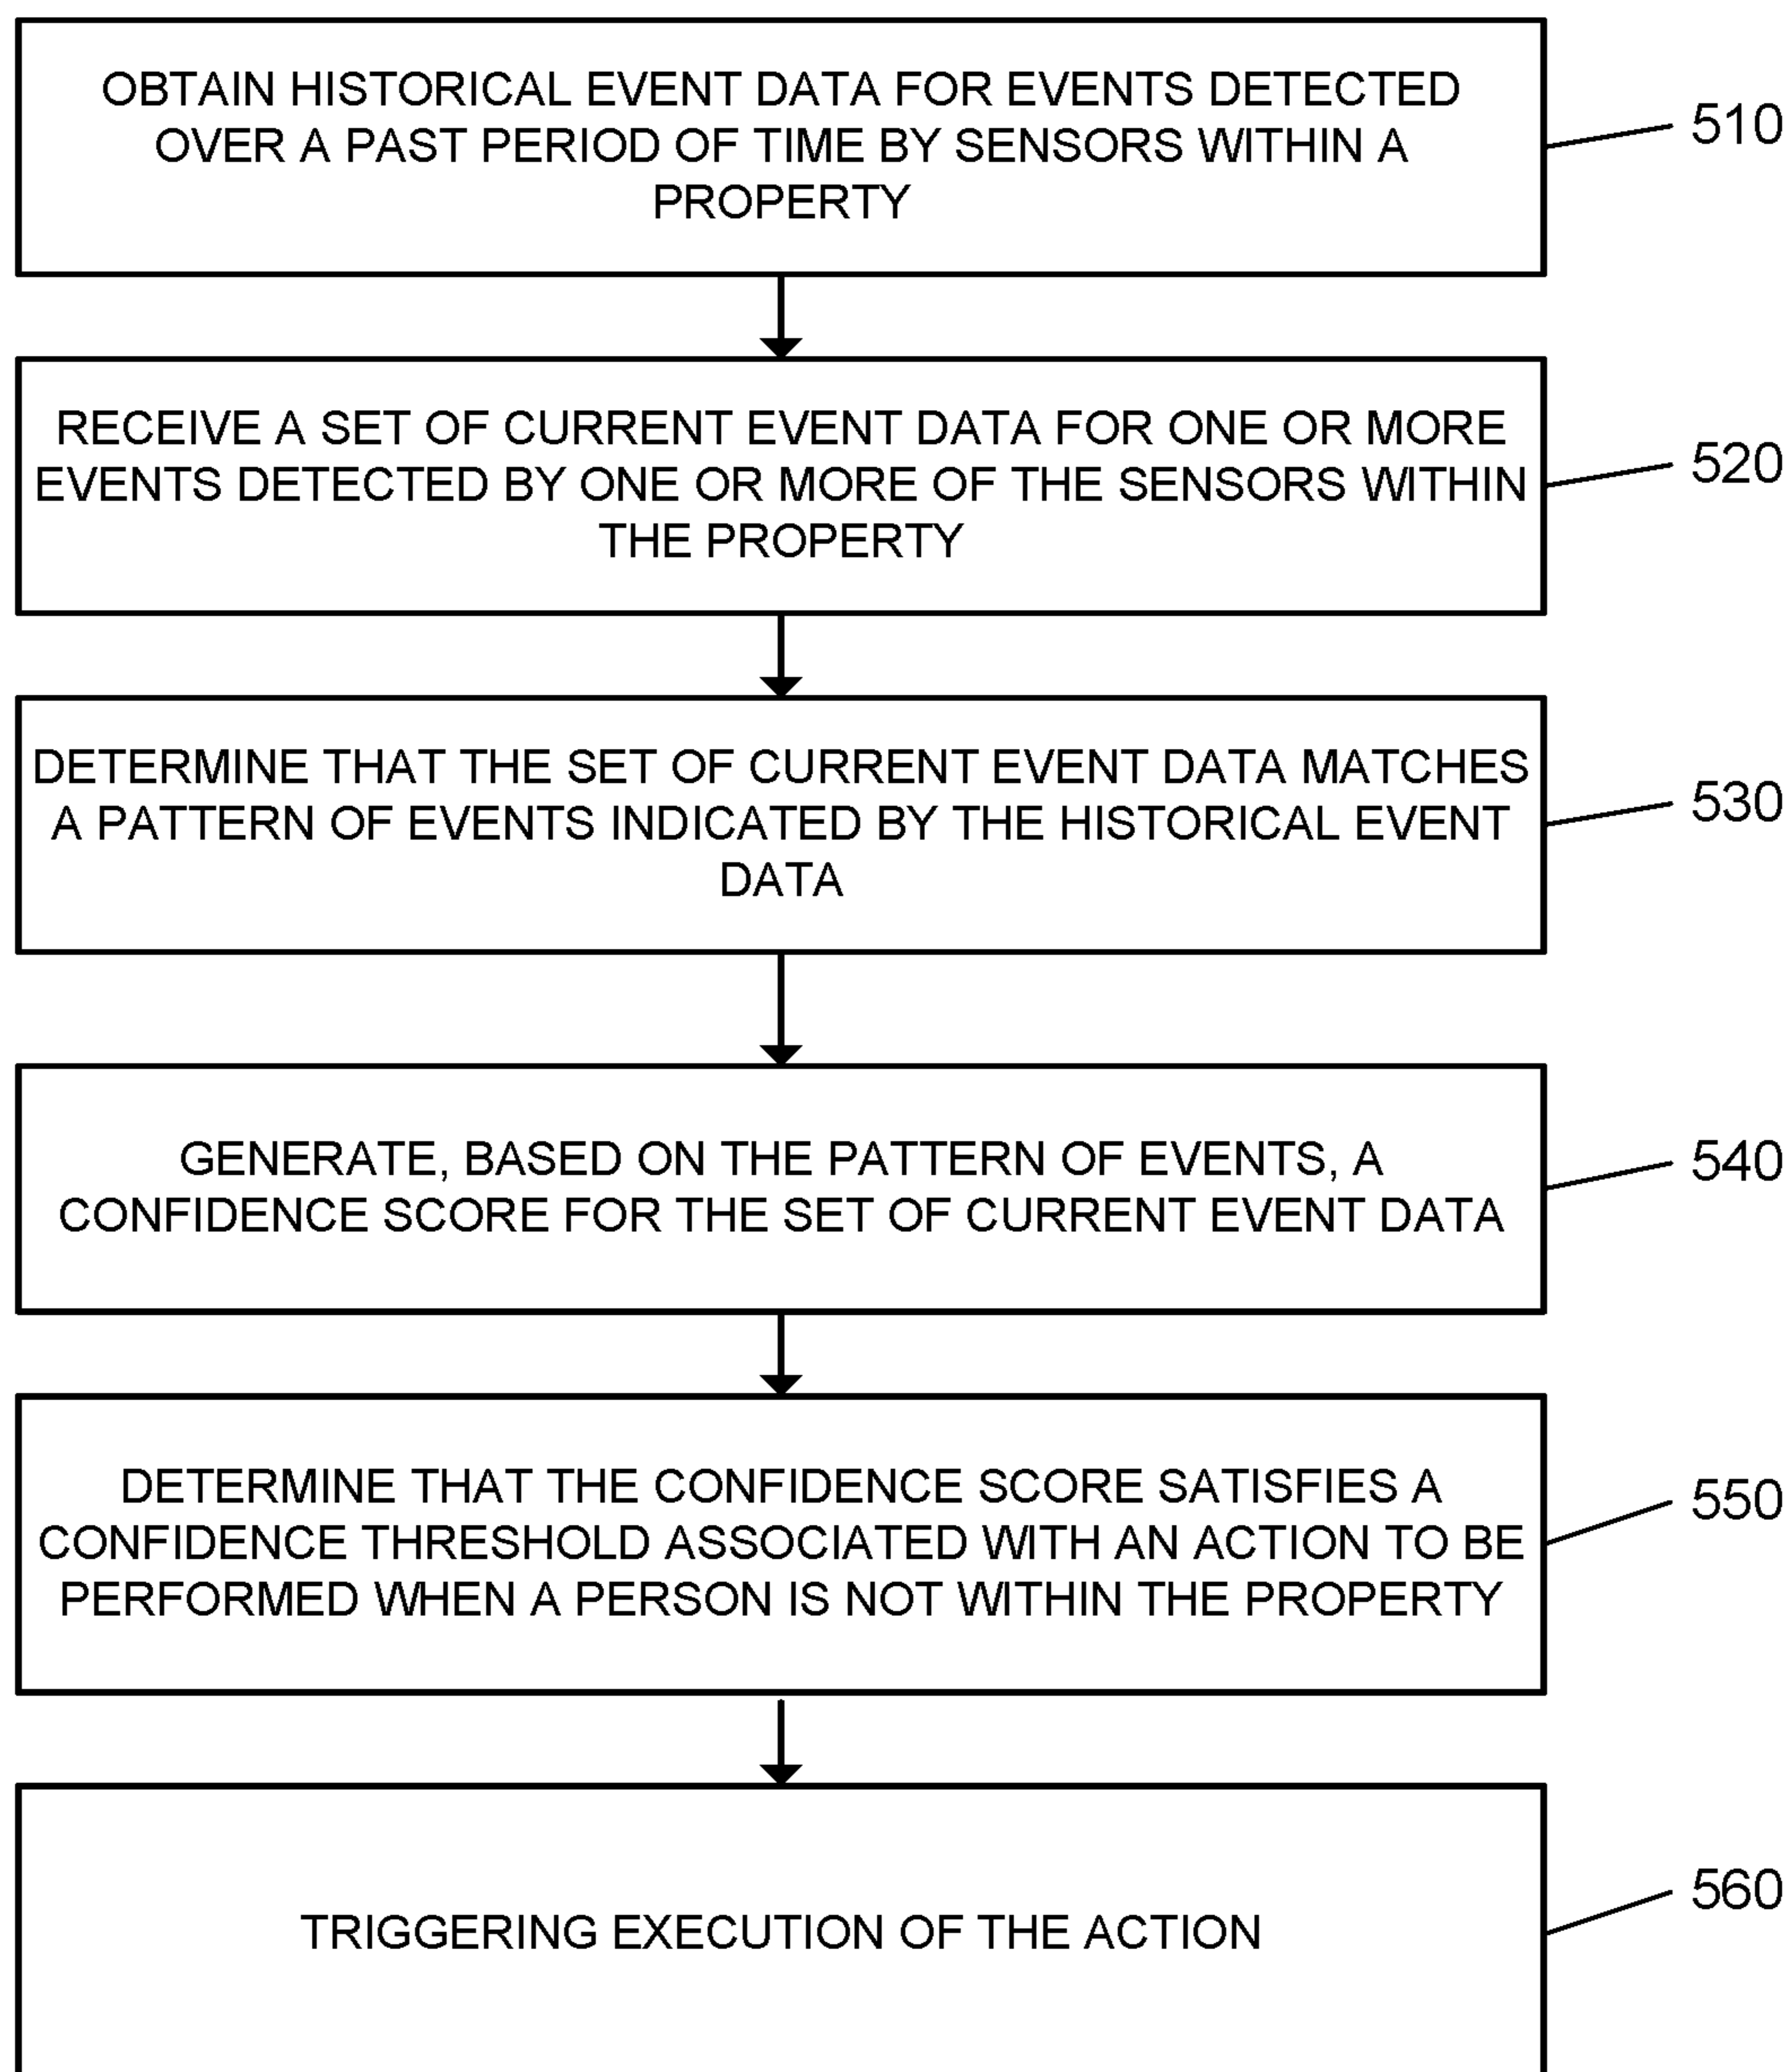 OBTAIN HISTORICAL EVENT DATA FOR EVENTS DETECTED
OVER A PAST PERIOD OF TIME BY SENSORS WITHIN A
PROPERTY
510
RECEIVE A SET OF CURRENT EVENT DATA FOR ONE OR MORE
EVENTS DETECTED BY ONE OR MORE OF THE SENSORS WITHIN
THE PROPERTY
520
DETERMINE THAT THE SET OF CURRENT EVENT DATA MATCHES
A PATTERN OF EVENTS INDICATED BY THE HISTORICAL EVENT
DATA
530
GENERATE, BASED ON THE PATTERN OF EVENTS, A
CONFIDENCE SCORE FOR THE SET OF CURRENT EVENT DATA
540
DETERMINE THAT THE CONFIDENCE SCORE SATISFIES A
CONFIDENCE THRESHOLD ASSOCIATED WITH AN ACTION TO BE
PERFORMED WHEN A PERSON IS NOT WITHIN THE PROPERTY
550
TRIGGERING EXECUTION OF THE ACTION
560